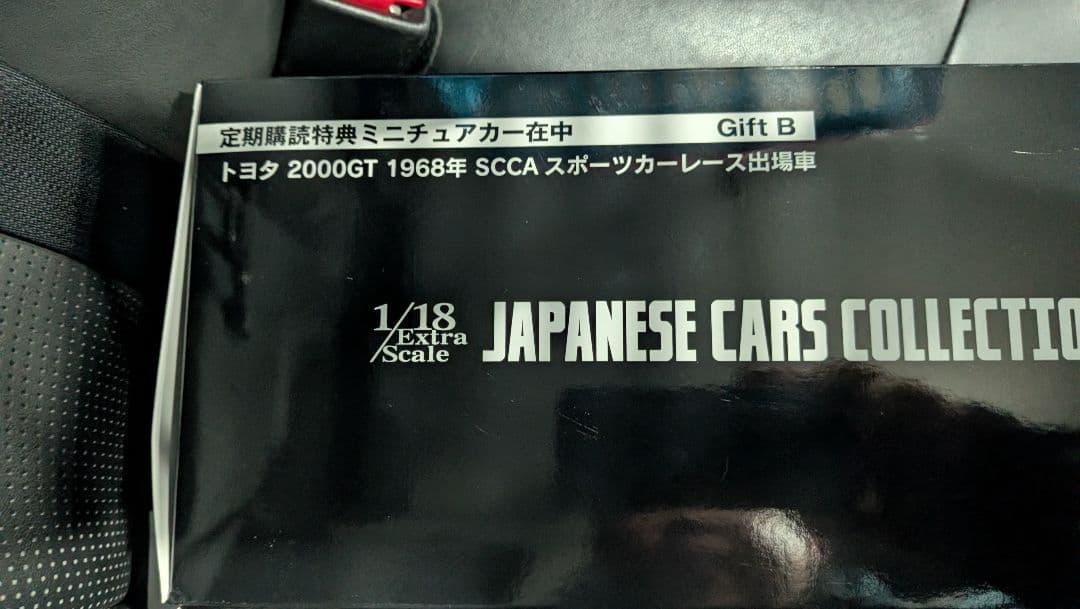 定期購読特典ミニチュアカー在中 Gift B
トヨタ 2000GT 1968年 SCCA スポーツカーレース出場車
1/18 Extra Scale
JAPANESE CARS COLLECTIO